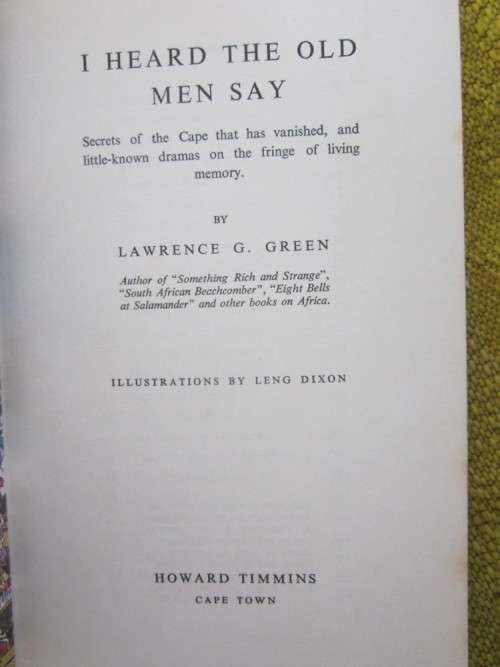 I HEARD THE OLD
MEN SAY
Secrets of the Cape that has vanished, and
little-known dramas on the fringe of living
memory.
BY
LAWRENCE G. GREEN
Author of "Something Rich and Strange",
"South African Beachcomber", "Eight Bells
at Salamander" and other books on Africa.
ILLUSTRATIONS BY LENG DIXON
HOWARD TIMMINS
CAPE TOWN